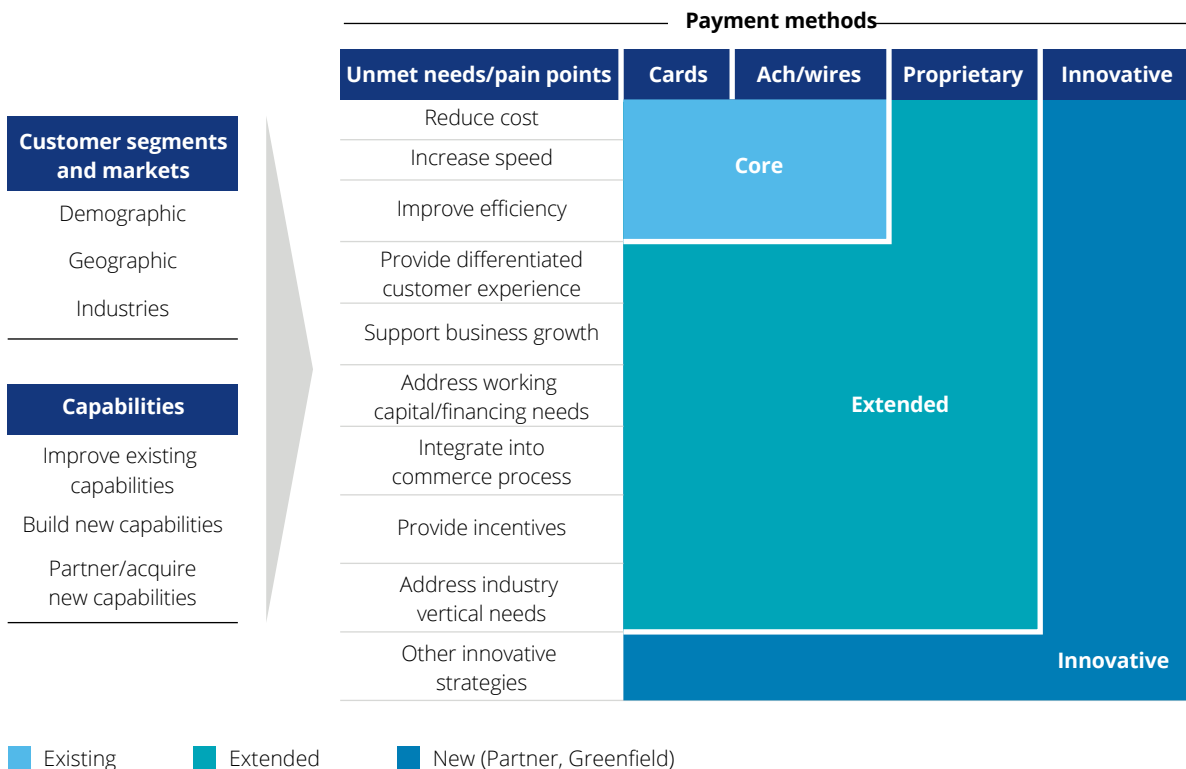 Payment methods
Unmet needs/pain points
Cards
Ach/wires
Proprietary
Innovative
Customer segments
and markets
Demographic
Geographic
Industries
Capabilities
Improve existing
capabilities
Build new capabilities
Partner/acquire
new capabilities
Reduce cost
Increase speed
Improve efficiency
Provide differentiated
customer experience
Support business growth
Address working
capital/financing needs
Integrate into
commerce process
Provide incentives
Address industry
vertical needs
Other innovative
strategies
Core
Extended
Innovative
Existing
Extended
New (Partner, Greenfield)